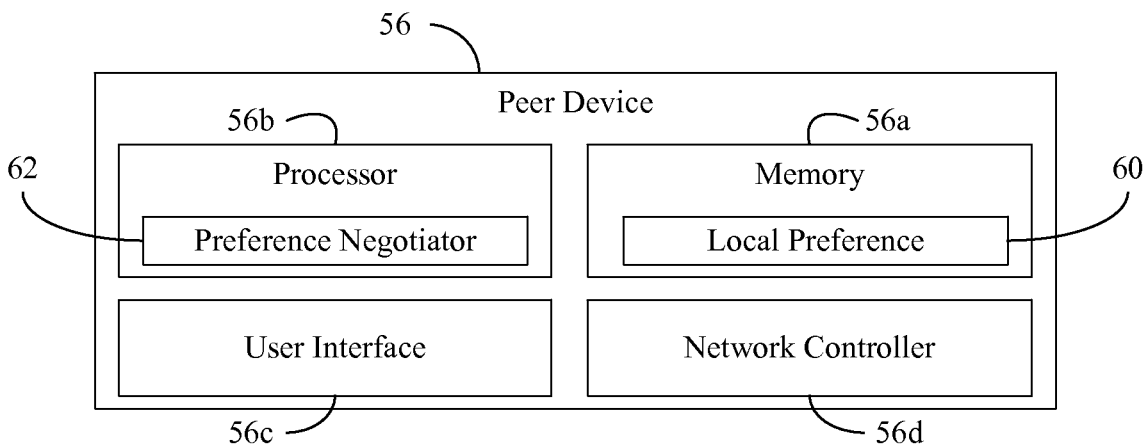 56
Peer Device
56b
56a
62
Processor
Memory
60
Preference Negotiator
Local Preference
User Interface
Network Controller
56c
56d